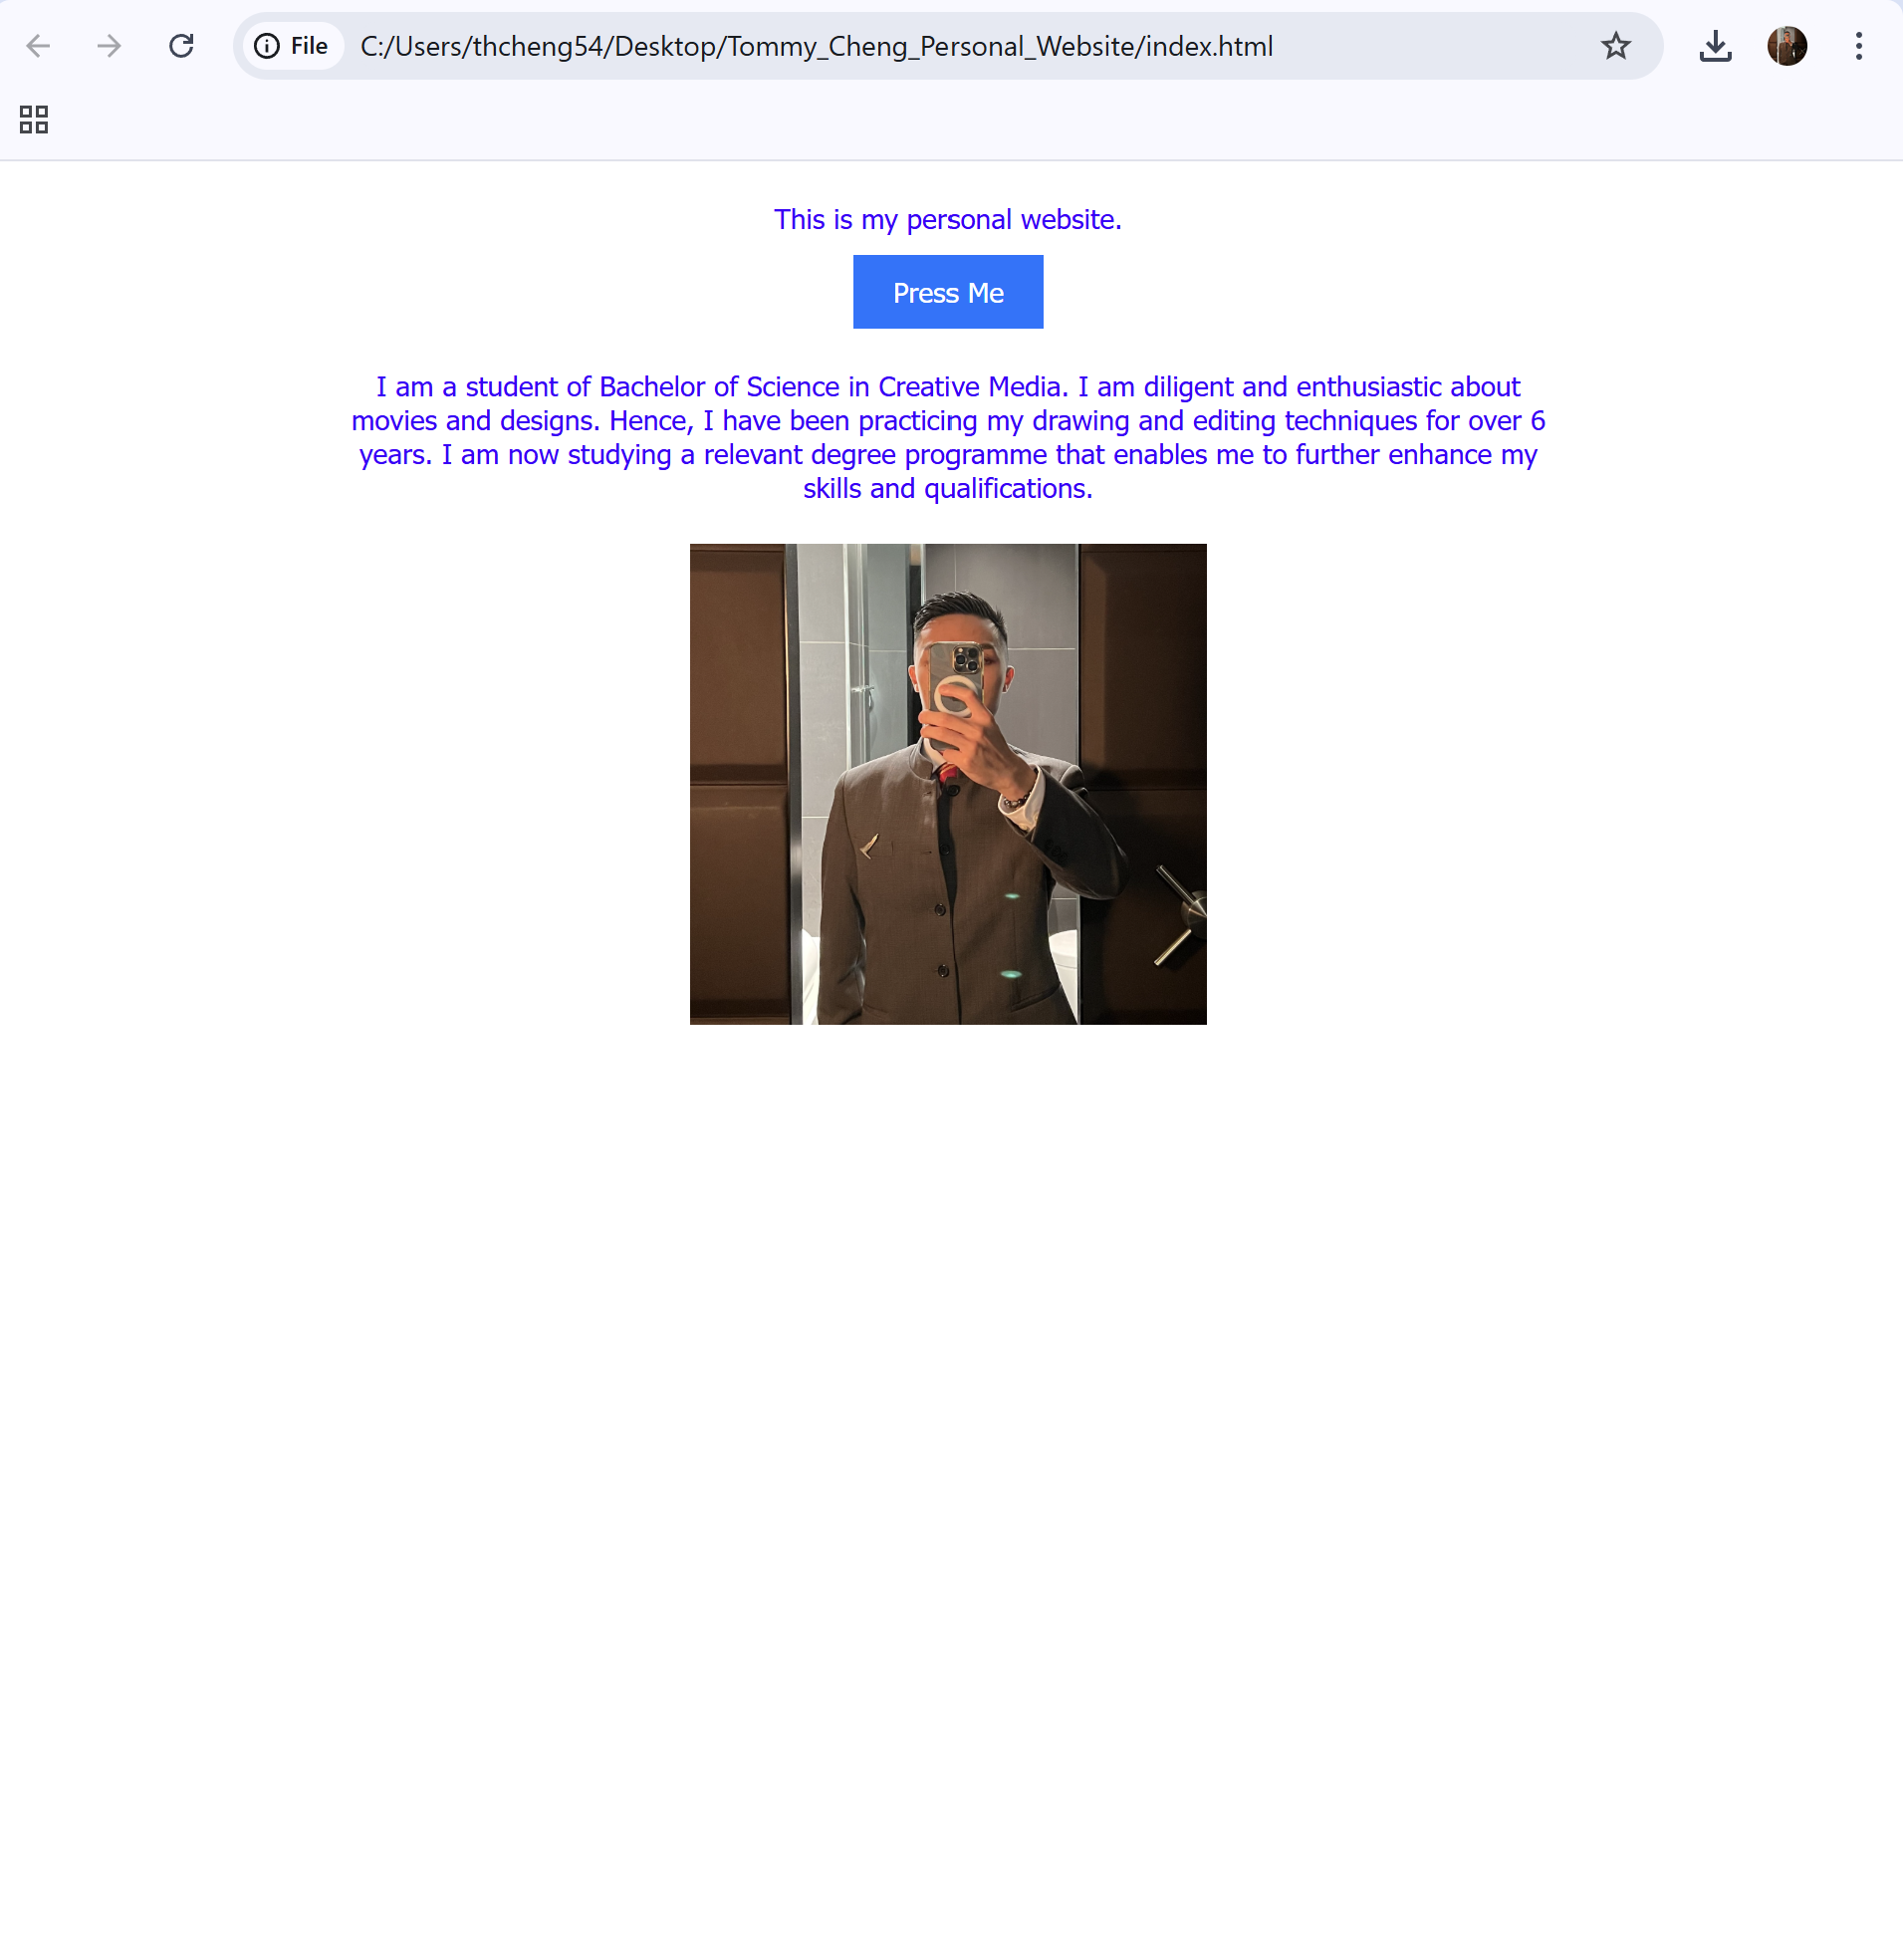 File C:/Users/thcheng54/Desktop/Tommy_Cheng_Personal_Website/index.html
This is my personal website.
Press Me
I am a student of Bachelor of Science in Creative Media. I am diligent and enthusiastic about
movies and designs. Hence, I have been practicing my drawing and editing techniques for over 6
years. I am now studying a relevant degree programme that enables me to further enhance my
skills and qualifications.